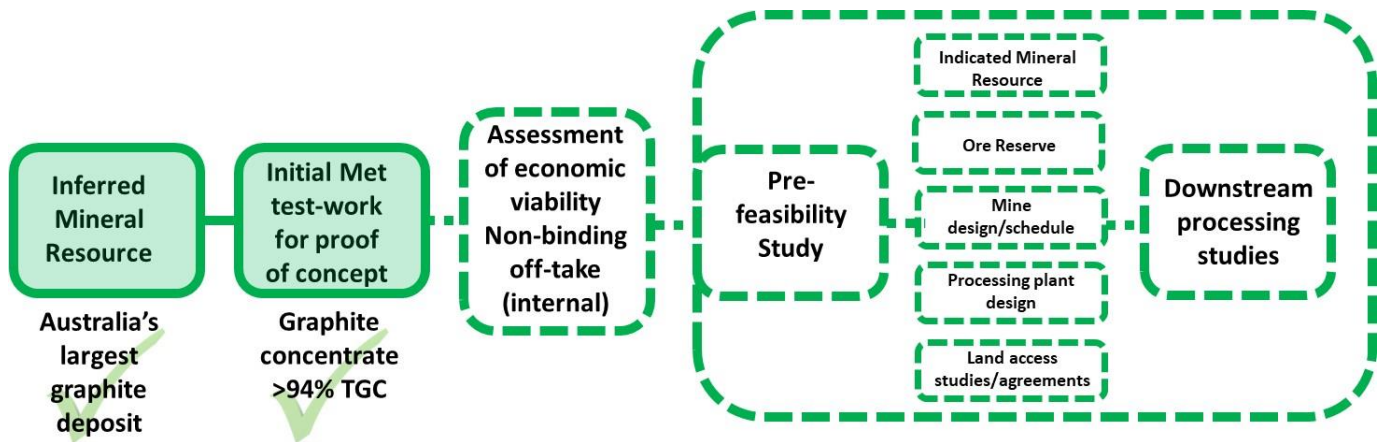 Inferred
Mineral
Resource
Australia's
largest
graphite
deposit
Initial Met
test-work
for proof
of concept
Graphite
concentrate
>94% TGC
Assessment
of economic
viability
Non-binding
off-take
(internal)
Pre-
feasibility
Study
Indicated Mineral
Resource
Ore Reserve
Mine
design/schedule
Processing plant
design
Land access
studies/agreements
Downstream
processing
studies